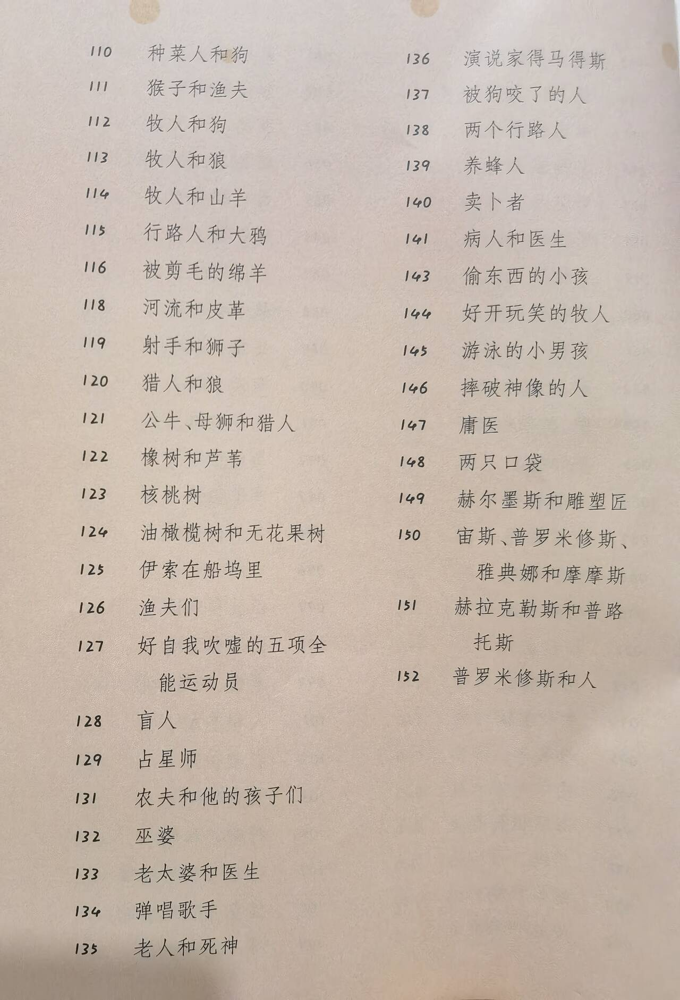 110 种菜人和狗
111 猴子和渔夫
112 牧人和狗
113 牧人和狼
114 牧人和山羊
115 行路人和大鸦
116 被剪毛的绵羊
118 河流和皮革
119 射手和狮子
120 猎人和狼
121 公牛、母狮和猎人
122 橡树和芦苇
123 核桃树
124 油橄榄树和无花果树
125 伊索在船坞里
126 渔夫们
127 好自我吹嘘的五项全
能运动员
128 盲人
129 占星师
131 农夫和他的孩子们
132 巫婆
133 老太婆和医生
134 弹唱歌手
135 老人和死神
136 演说家得马得斯
137 被狗咬了的人
138 两个行路人
139 养蜂人
140 卖卜者
141 病人和医生
143 偷东西的小孩
144 好开玩笑的牧人
145 游泳的小男孩
146 摔破神像的人
147 庸医
148 两只口袋
149 赫尔墨斯和雕塑匠
150 宙斯、普罗米修斯、
雅典娜和摩摩斯
151 赫拉克勒斯和普路
托斯
152 普罗米修斯和人